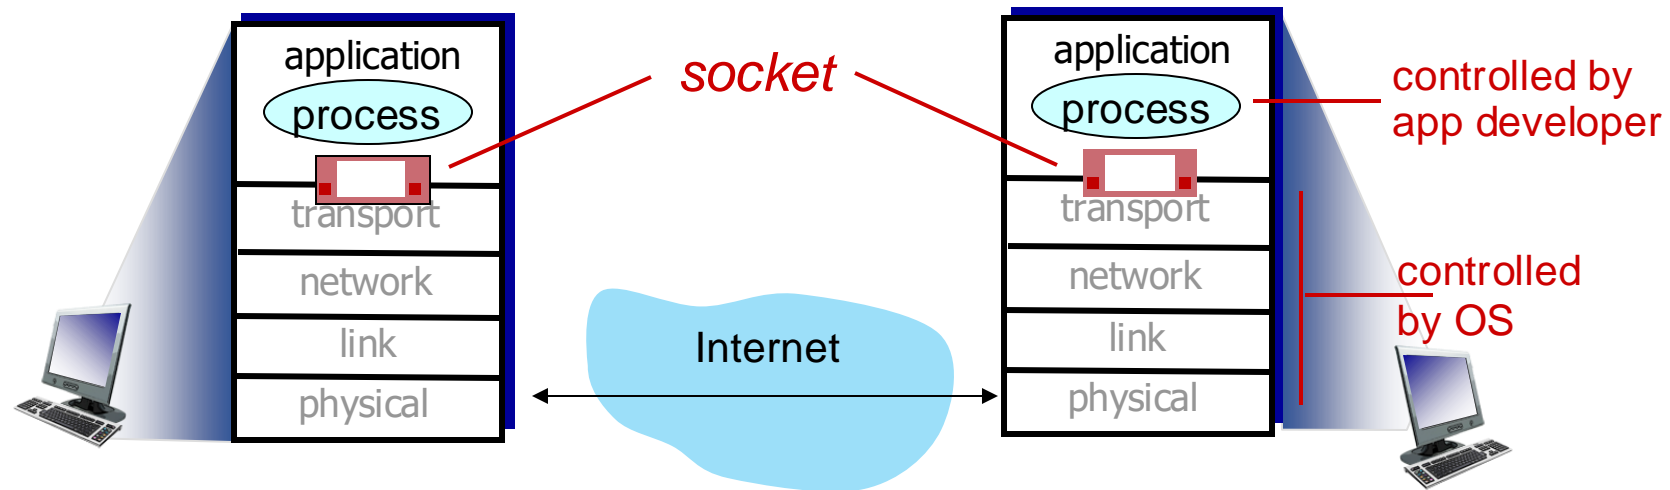 application
process
transport
network
link
physical
socket
Internet
application
process
transport
network
link
physical
controlled by
app developer
controlled
by OS